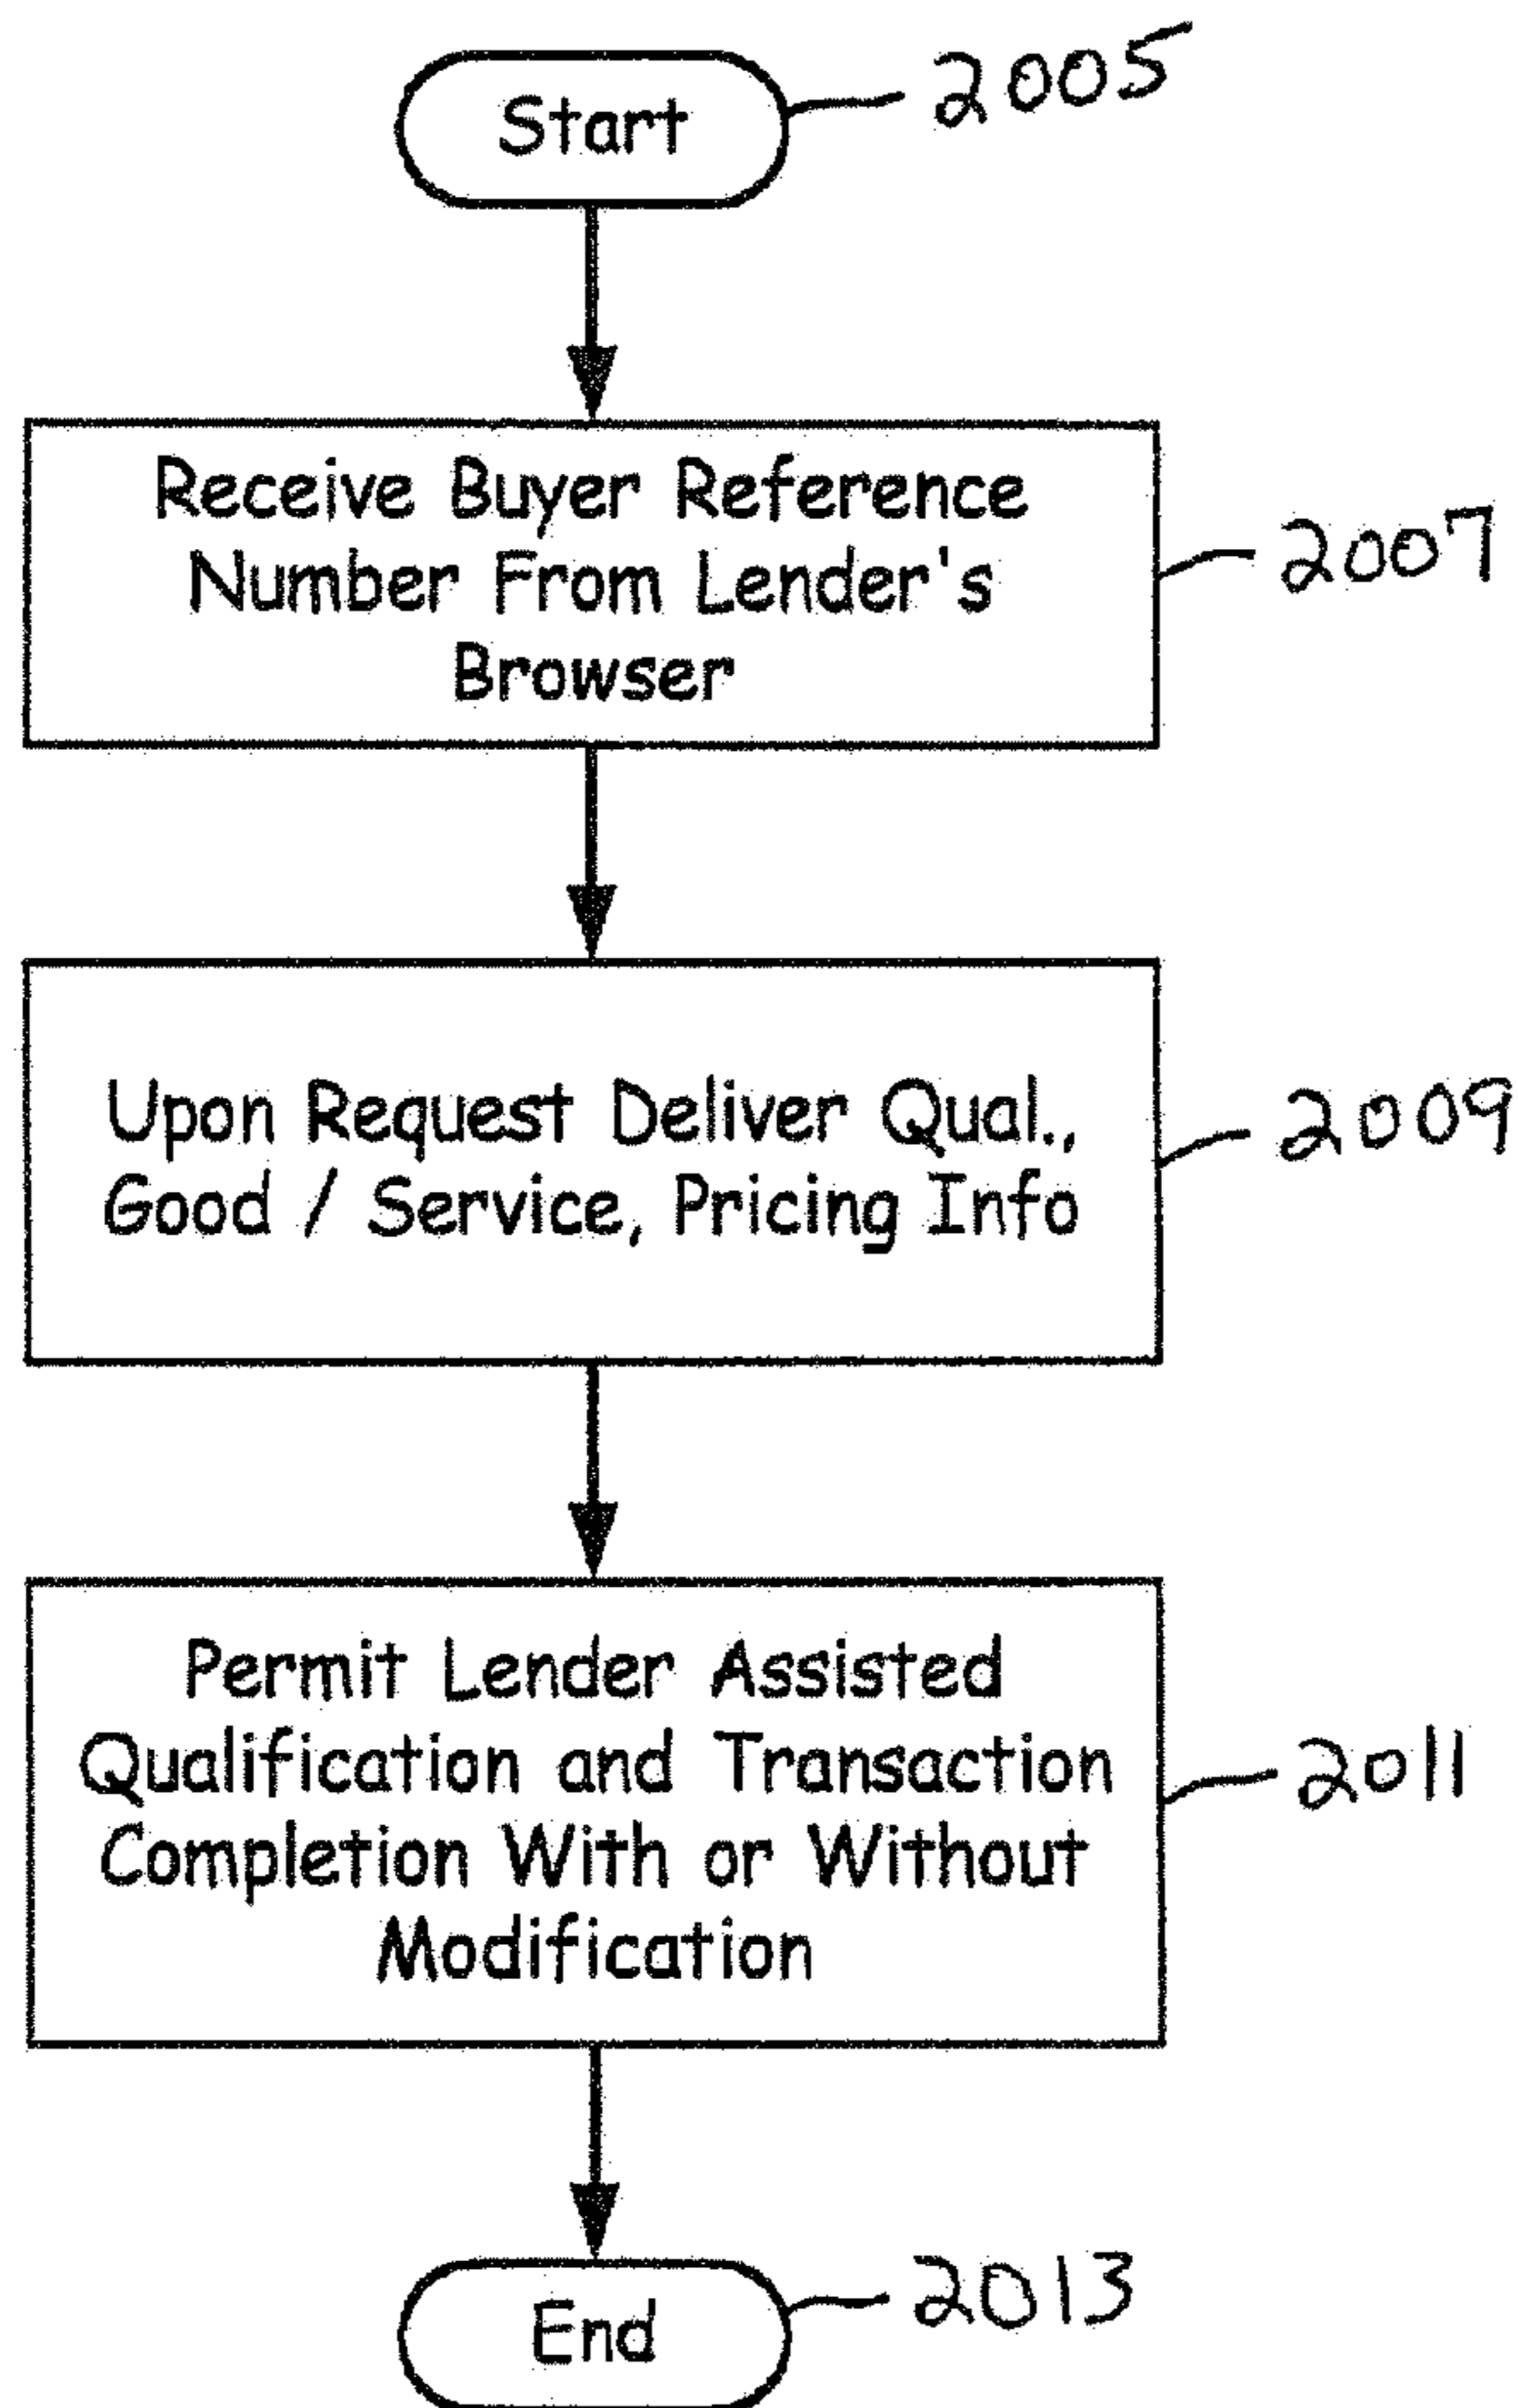 Start
2005
Receive Buyer Reference
Number From Lender's
Browser
2007
Upon Request Deliver Qual.,
Good / Service, Pricing Info
2009
Permit Lender Assisted
Qualification and Transaction
Completion With or Without
Modification
2011
End
2013